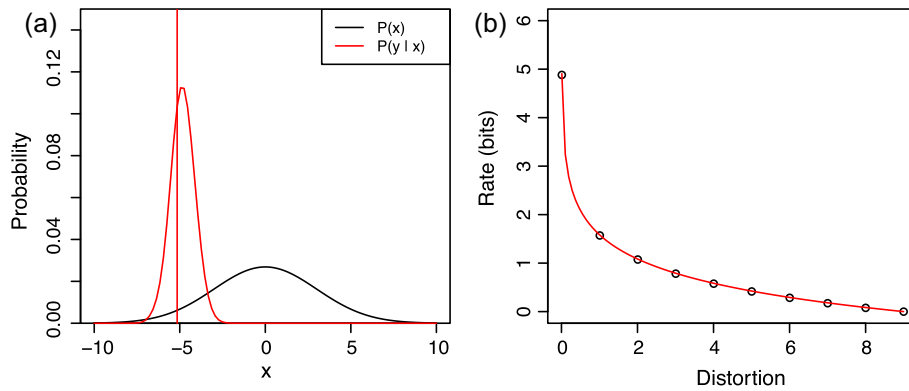 (a)
P(x)
P(y | x)
Probability
0.00
0.04
0.08
0.12
−10
−5
0
5
10
x
(b)
Rate (bits)
6
5
4
3
2
1
0
0
2
4
6
8
Distortion